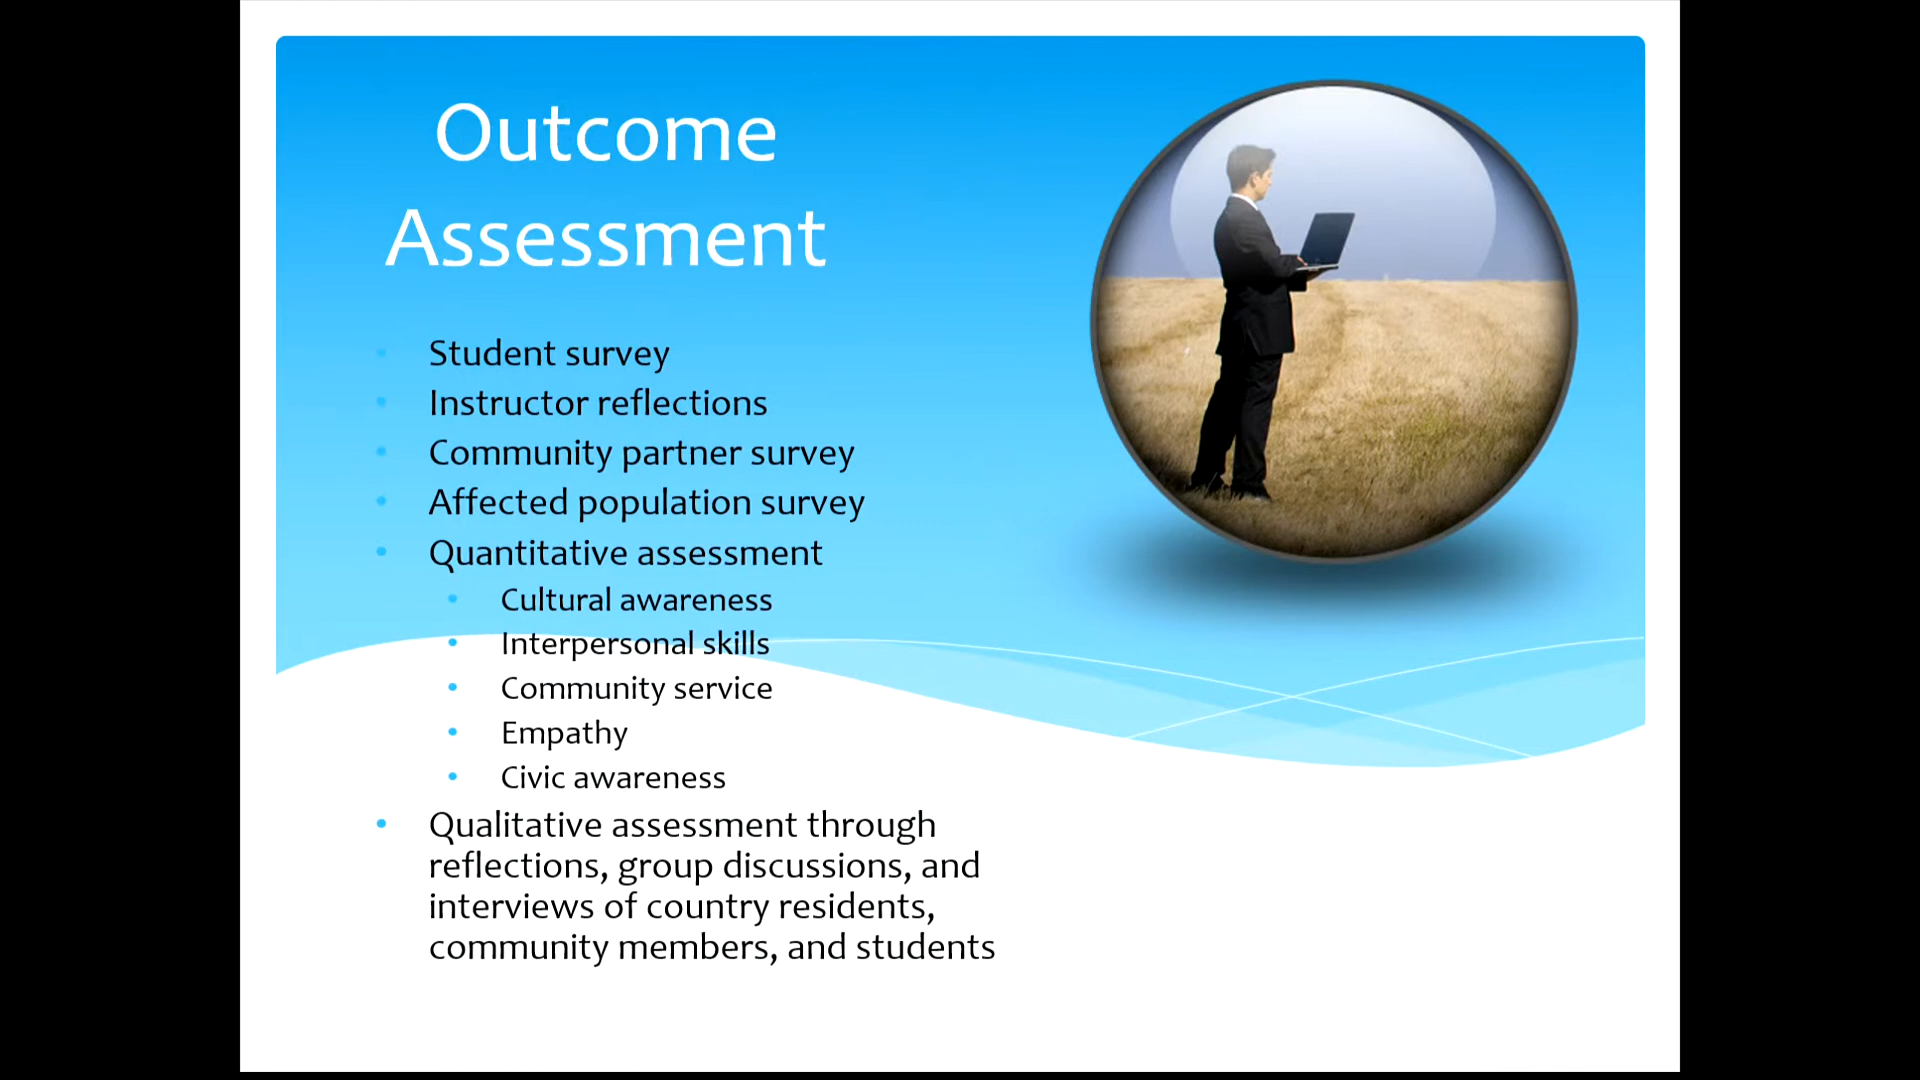 Outcome
Assessment
• Student survey
• Instructor reflections
• Community partner survey
• Affected population survey
• Quantitative assessment
• Cultural awareness
• Interpersonal skills
• Community service
• Empathy
• Civic awareness
• Qualitative assessment through
reflections, group discussions, and
interviews of country residents,
community members, and students